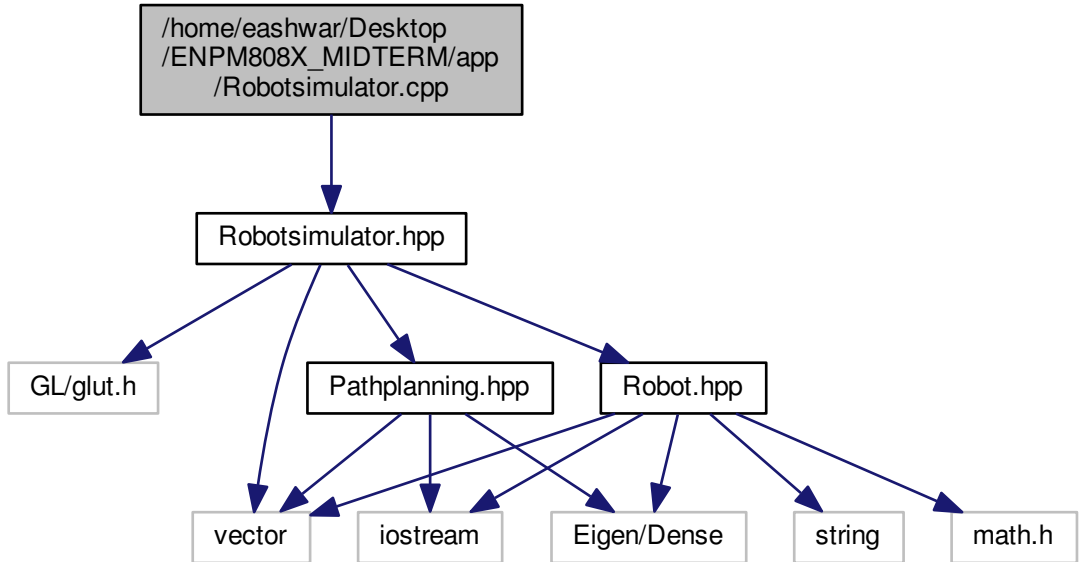 /home/eashwar/Desktop
/ENPM808X_MIDTERM/app
/Robotsimulator.cpp
Robotsimulator.hpp
GL/glut.h
Pathplanning.hpp
Robot.hpp
vector
iostream
Eigen/Dense
string
math.h